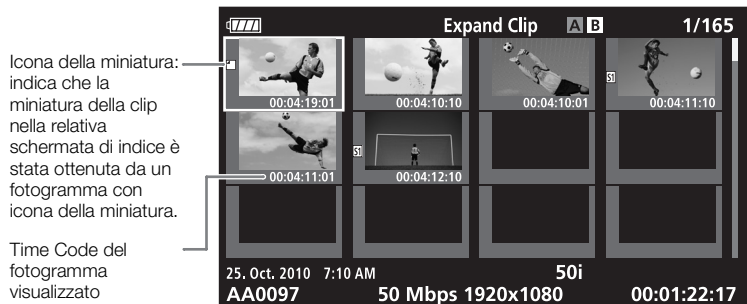 Icona della miniatura:
indica che la
miniatura della clip
nella relativa
schermata di indice è
stata ottenuta da un
fotogramma con
icona della miniatura.
Time Code del
fotogramma
visualizzato
Expand Clip A B 1/165
00:04:19:01 00:04:10:10 00:04:10:01 S1 00:04:11:10
00:04:11:01 S1 00:04:12:10
25. Oct. 2010 7:10 AM 50i
AA0097 50 Mbps 1920x1080 00:01:22:17